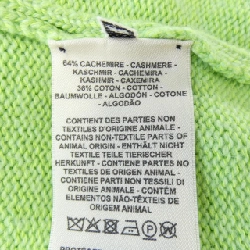 64% CACHEMIRE - CASHMERE -
KASCHMIR - CACHEMIR -
KASHMIR - CAXEMIRA
36% COTON - COTTON -
BAUMWOLLE - ALGODÓN - COTONE
- ALGODÃO
CONTIENT DES PARTIES NON
TEXTILES D'ORIGINE ANIMALE -
CONTAINS NON-TEXTILE PARTS OF
ANIMAL ORIGIN - ENTHÄLT NICHT
TEXTILE TEILE TIERISCHER
HERKUNFT - CONTIENE PARTES NO
TEXTILES DE ORIGEN ANIMAL -
CONTIENE PARTI NON TESSILI DI
ORIGINE ANIMALE - CONTÉM
ELEMENTOS NÃO-TÊXTEIS DE
ORIGEM ANIMAL
P